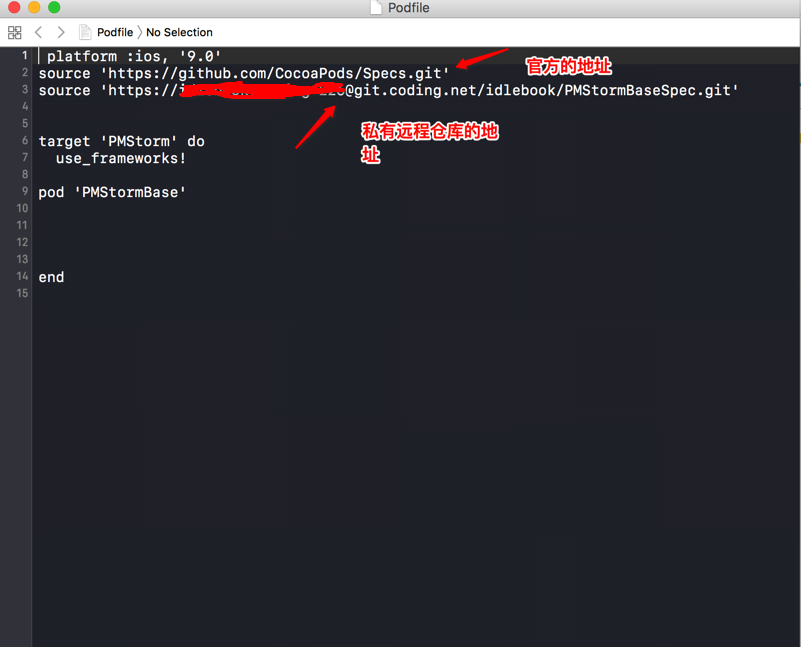 Podfile
Podfile No Selection
1 platform :ios, '9.0'
2 source 'https://github.com/CocoaPods/Specs.git'
3 source 'https://@git.coding.net/idlebook/PMStormBaseSpec.git'
官方的地址
私有远程仓库的地
址
4
5
6 target 'PMStorm' do
7 use_frameworks!
8
9 pod 'PMStormBase'
10
11
12
13
14 end
15